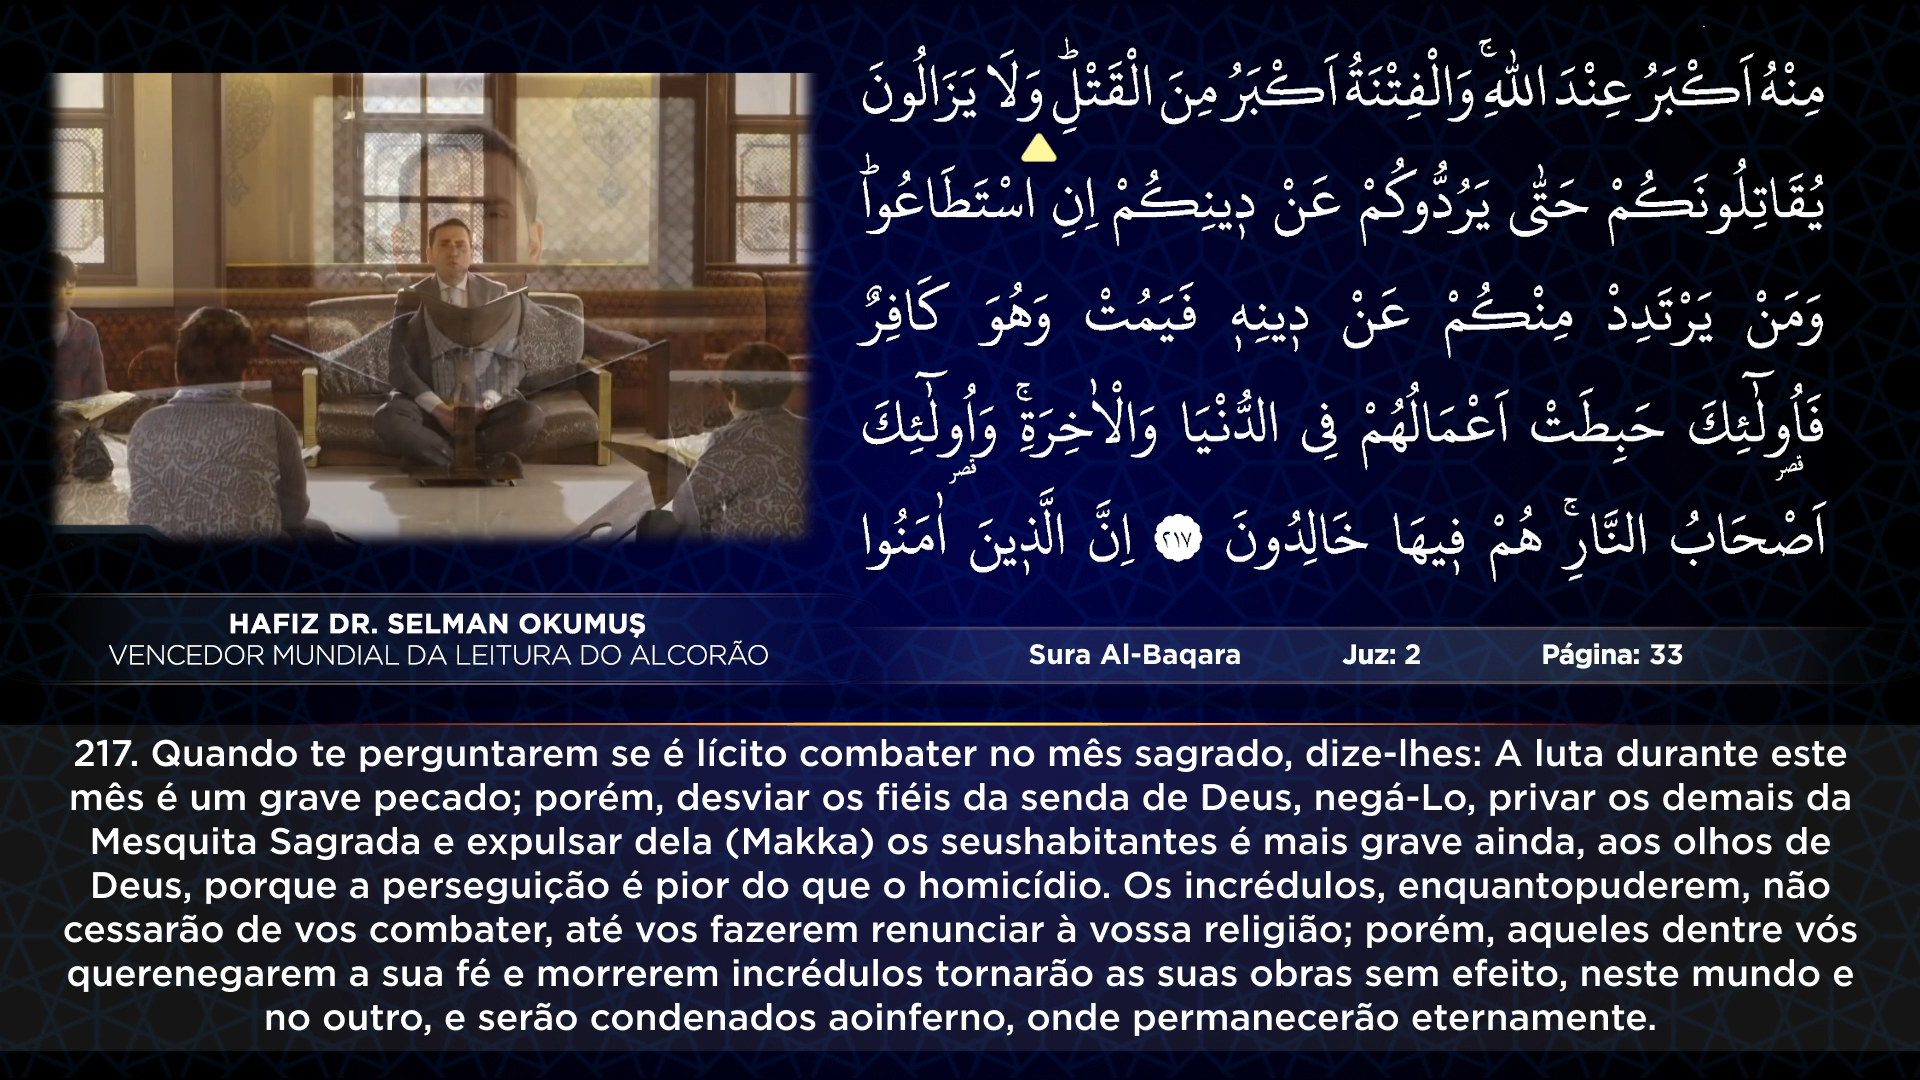 مِنْهُ اَكْبَرُ عِنْدَ اللّٰهِۚ وَالْفِتْنَةُ اَكْبَرُ مِنَ الْقَتْلِۜ وَلَا يَزَالُونَ
يُقَاتِلُونَكُمْ حَتّٰى يَرُدُّوكُمْ عَنْ د۪ينِكُمْ اِنِ اسْتَطَاعُواۜ
وَمَنْ يَرْتَدِدْ مِنْكُمْ عَنْ د۪ينِه۪ فَيَمُتْ وَهُوَ كَافِرٌ
فَاُو۬لٰٓئِكَ حَبِطَتْ اَعْمَالُهُمْ فِى الدُّنْيَا وَالْاٰخِرَةِۚ وَاُو۬لٰٓئِكَ
قصر قصر
اَصْحَابُ النَّارِۚ هُمْ ف۪يهَا خَالِدُونَ ﴿٢١٧﴾ اِنَّ الَّذ۪ينَ اٰمَنُوا
HAFIZ DR. SELMAN OKUMUŞ
VENCEDOR MUNDIAL DA LEITURA DO ALCORÃO
Sura Al-Baqara Juz: 2 Página: 33
217. Quando te perguntarem se é lícito combater no mês sagrado, dize-lhes: A luta durante este
mês é um grave pecado; porém, desviar os fiéis da senda de Deus, negá-Lo, privar os demais da
Mesquita Sagrada e expulsar dela (Makka) os seushabitantes é mais grave ainda, aos olhos de
Deus, porque a perseguição é pior do que o homicídio. Os incrédulos, enquantopuderem, não
cessarão de vos combater, até vos fazerem renunciar à vossa religião; porém, aqueles dentre vós
querenegarem a sua fé e morrerem incrédulos tornarão as suas obras sem efeito, neste mundo e
no outro, e serão condenados aoinferno, onde permanecerão eternamente.